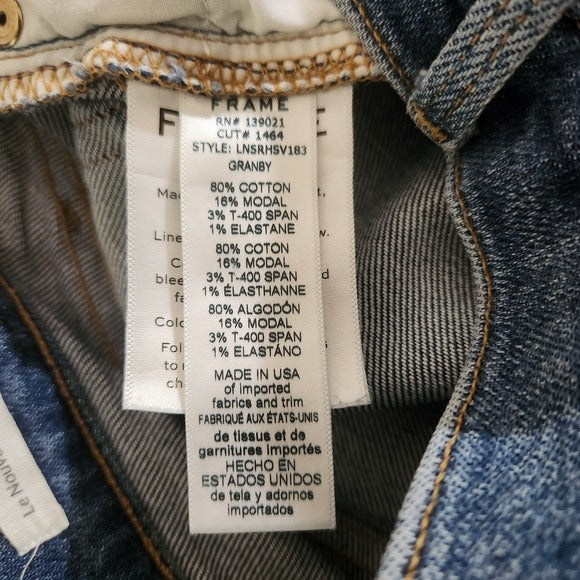 FRAME
RN# 139021
CUT# 1464
STYLE: LNSRHSV183
GRANBY
80% COTTON
16% MODAL
3% T-400 SPAN
1% ELASTANE
80% COTON
16% MODAL
3% T-400 SPAN
1% ÉLASTHANNE
80% ALGODÓN
16% MODAL
3% T-400 SPAN
1% ELASTÁNO
MADE IN USA
of imported
fabrics and trim
FABRIQUÉ AUX ÉTATS-UNIS
de tissus et de
garnitures importés
HECHO EN
ESTADOS UNIDOS
de tela y adornos
importados
Le Nouve